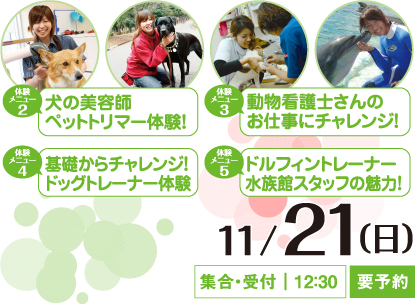 体験
メニュー
2
犬の美容師
ペットトリマー体験!
体験
メニュー
3
動物看護士さんの
お仕事にチャレンジ!
体験
メニュー
4
基礎からチャレンジ!
ドッグトレーナー体験
体験
メニュー
5
ドルフィントレーナー
水族館スタッフの魅力!
11/21(日)
集合・受付|12:30 要予約